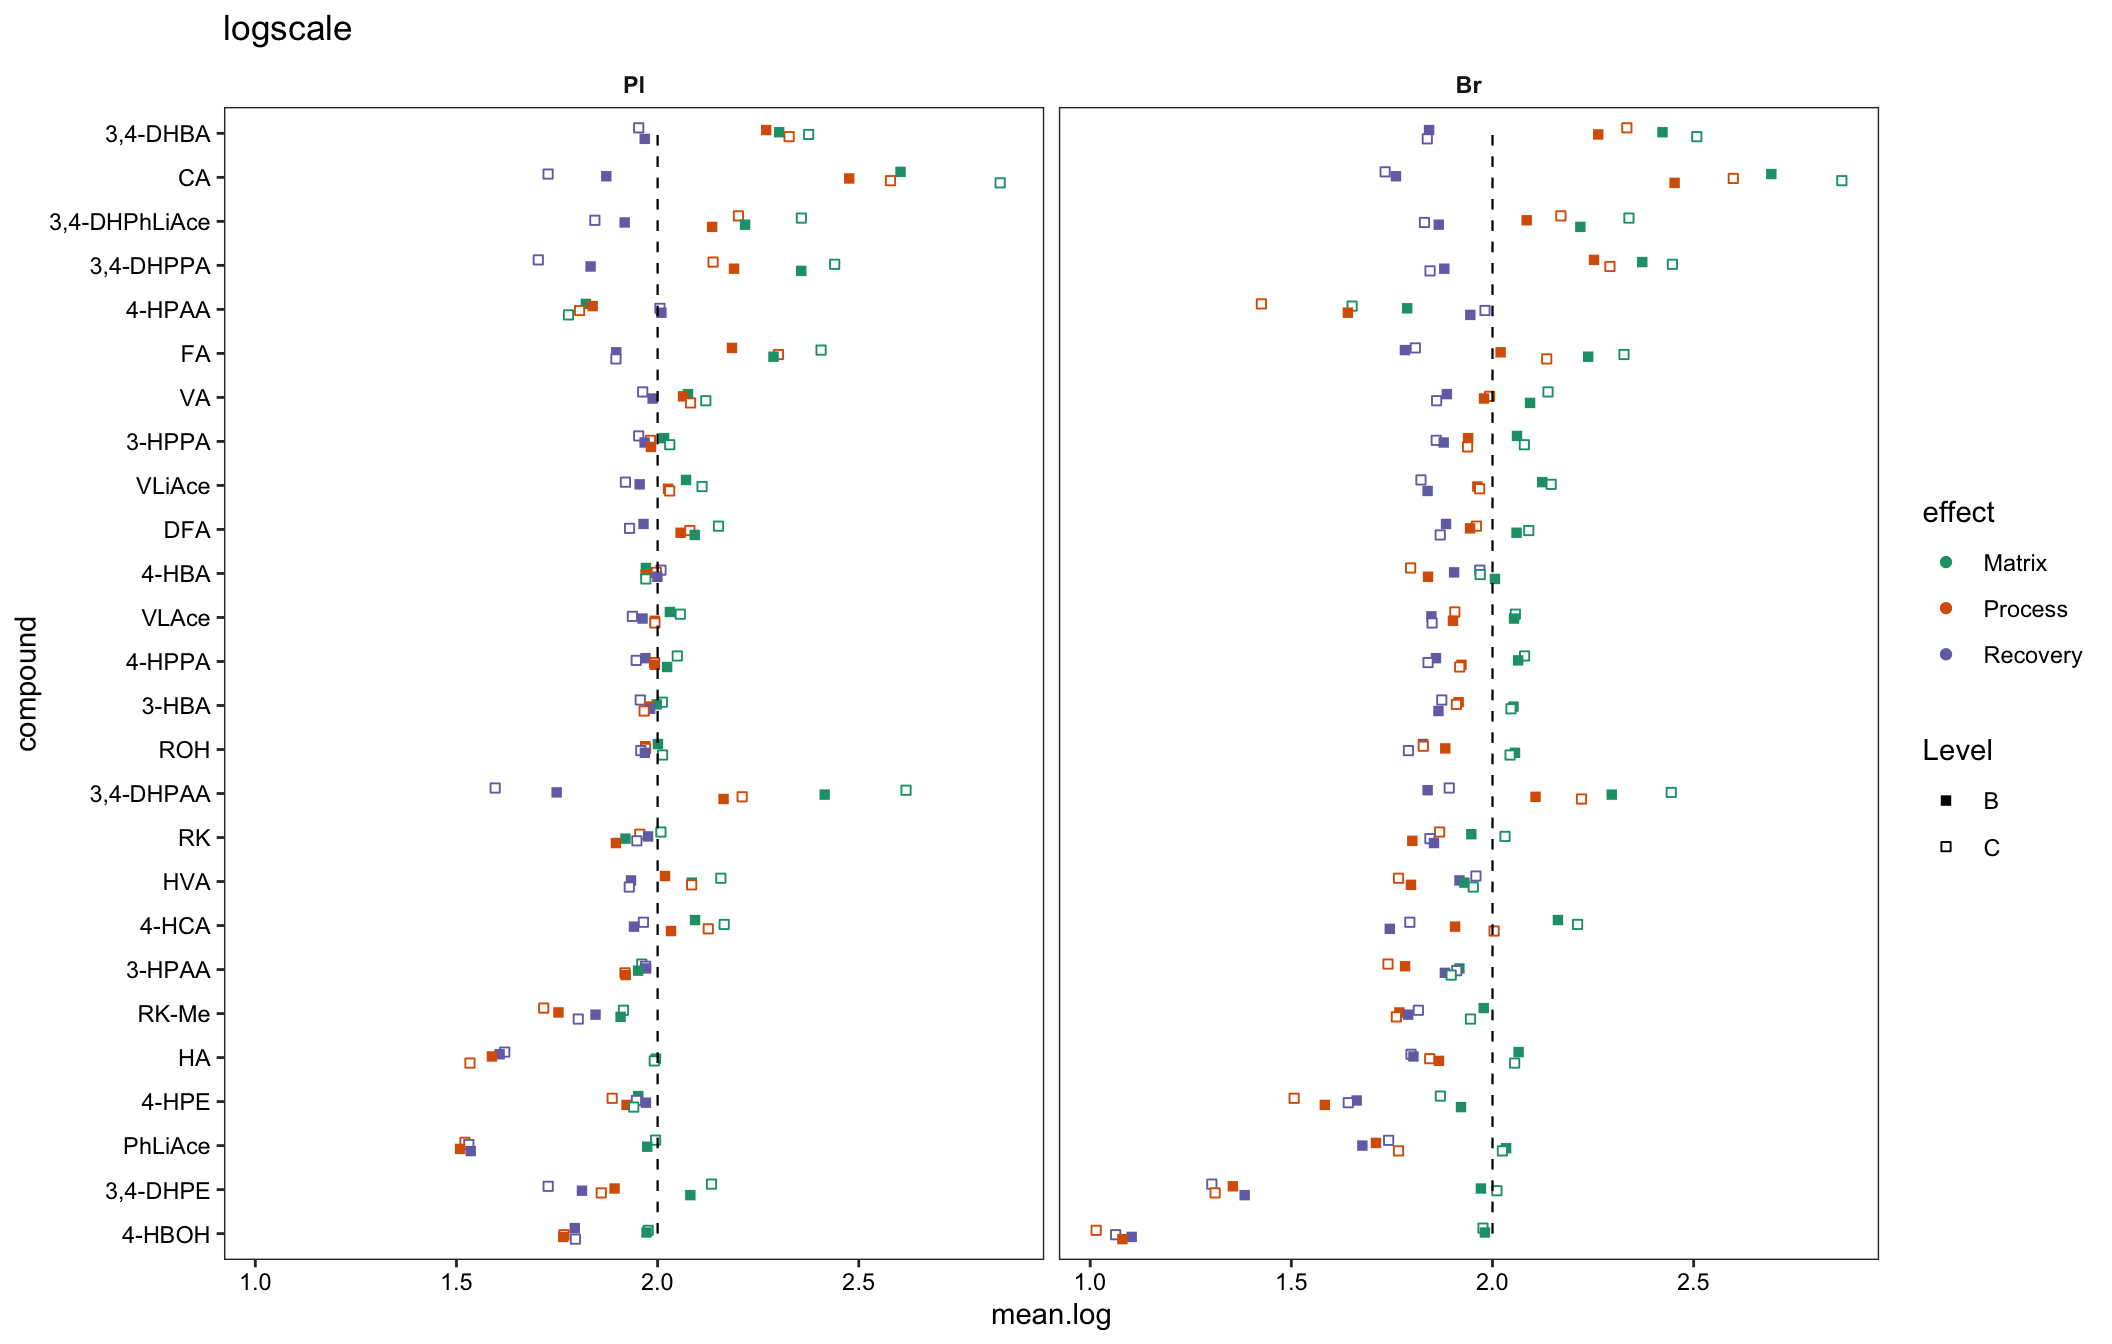 logscale
Pl
Br
compound
3,4-DHBA
CA
3,4-DHPhLiAce
3,4-DHPPA
4-HPAA
FA
VA
3-HPPA
VLiAce
DFA
4-HBA
VLAce
4-HPPA
3-HBA
ROH
3,4-DHPAA
RK
HVA
4-HCA
3-HPAA
RK-Me
HA
4-HPE
PhLiAce
3,4-DHPE
4-HBOH
1.0 1.5 2.0 2.5
1.0 1.5 2.0 2.5
mean.log
effect
Matrix
Process
Recovery
Level
B
C